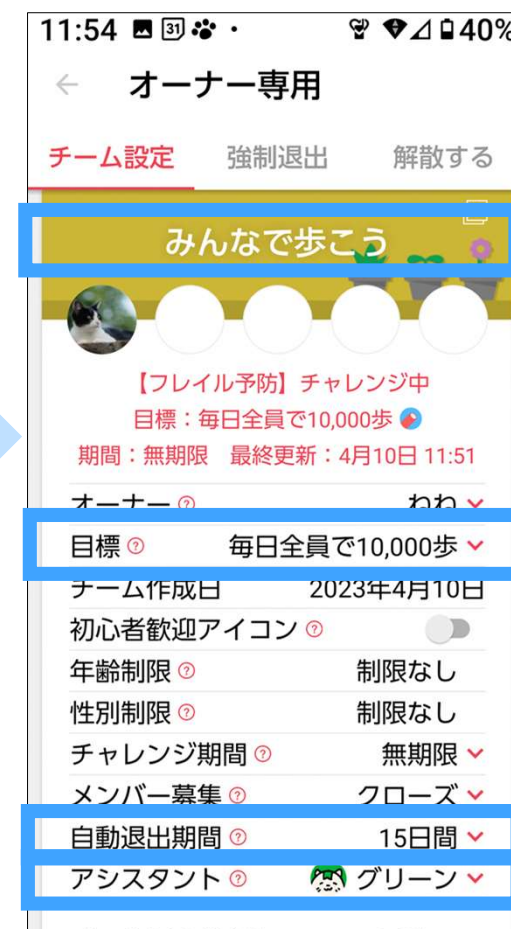 11:54 31 40%
オーナー専用
チーム設定 強制退出 解散する
みんなで歩こう
【フレイル予防】チャレンジ中
目標：毎日全員で10,000歩
期間：無期限 最終更新：4月10日 11:51
オーナー ? ねね
目標 ? 毎日全員で10,000歩
チーム作成日 2023年4月10日
初心者歓迎アイコン ?
年齢制限 ? 制限なし
性別制限 ? 制限なし
チャレンジ期間 ? 無期限
メンバー募集 ? クローズ
自動退出期間 ? 15日間
アシスタント ? グリーン